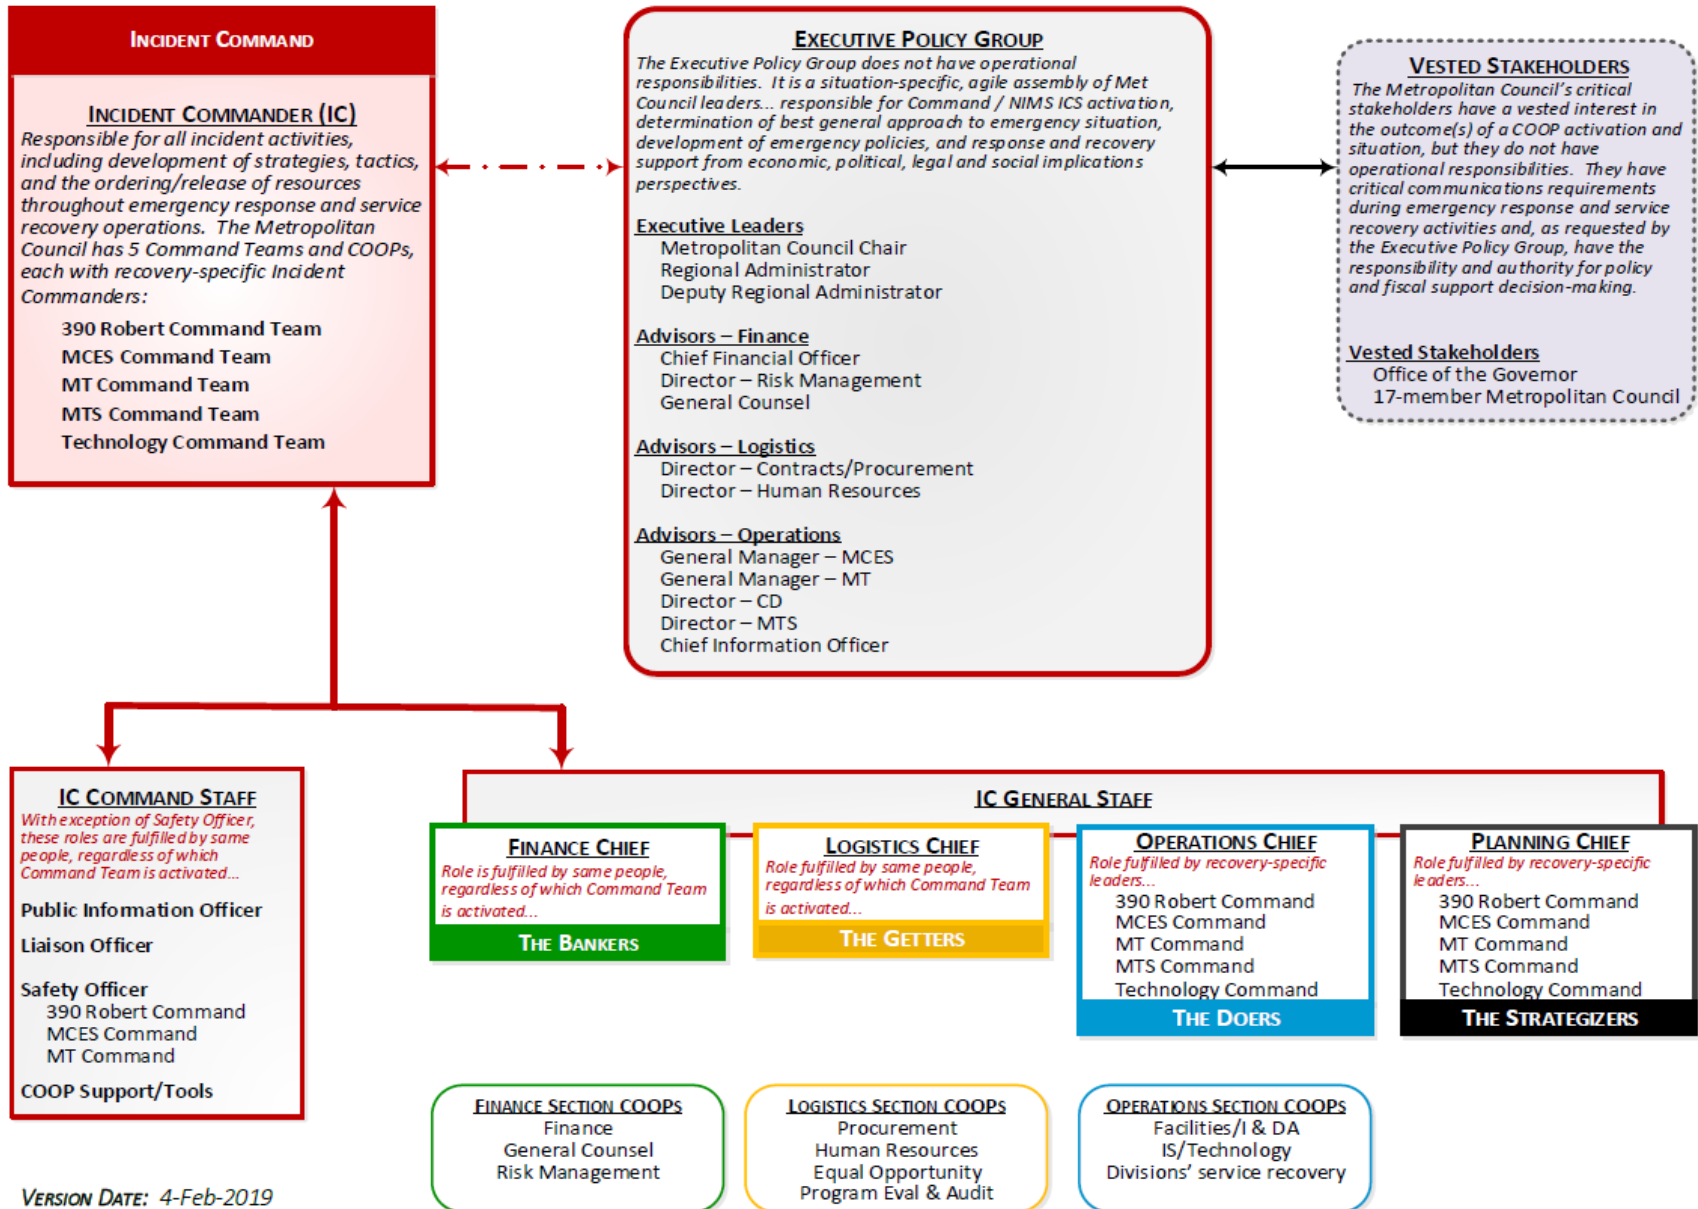 INCIDENT COMMAND
INCIDENT COMMANDER (IC)
Responsible for all incident activities,
including development of strategies, tactics,
and the ordering/release of resources
throughout emergency response and service
recovery operations. The Metropolitan
Council has 5 Command Teams and COOPs,
each with recovery-specific Incident
Commanders:
390 Robert Command Team
MCES Command Team
MT Command Team
MTS Command Team
Technology Command Team
EXECUTIVE POLICY GROUP
The Executive Policy Group does not have operational
responsibilities. It is a situation-specific, agile assembly of Met
Council leaders... responsible for Command / NIMS ICS activation,
determination of best general approach to emergency situation,
development of emergency policies, and response and recovery
support from economic, political, legal and social implications
perspectives.
Executive Leaders
Metropolitan Council Chair
Regional Administrator
Deputy Regional Administrator
Advisors – Finance
Chief Financial Officer
Director – Risk Management
General Counsel
Advisors – Logistics
Director – Contracts/Procurement
Director – Human Resources
Advisors – Operations
General Manager – MCES
General Manager – MT
Director – CD
Director – MTS
Chief Information Officer
VESTED STAKEHOLDERS
The Metropolitan Council's critical
stakeholders have a vested interest in
the outcome(s) of a COOP activation and
situation, but they do not have
operational responsibilities. They have
critical communications requirements
during emergency response and service
recovery activities and, as requested by
the Executive Policy Group, have the
responsibility and authority for policy
and fiscal support decision-making.
Vested Stakeholders
Office of the Governor
17-member Metropolitan Council
IC COMMAND STAFF
With exception of Safety Officer,
these roles are fulfilled by same
people, regardless of which
Command Team is activated...
Public Information Officer
Liaison Officer
Safety Officer
390 Robert Command
MCES Command
MT Command
COOP Support/Tools
IC GENERAL STAFF
FINANCE CHIEF
Role is fulfilled by same people,
regardless of which Command Team
is activated...
THE BANKERS
LOGISTICS CHIEF
Role fulfilled by same people,
regardless of which Command Team
is activated...
THE GETTERS
OPERATIONS CHIEF
Role fulfilled by recovery-specific
leaders...
390 Robert Command
MCES Command
MT Command
MTS Command
Technology Command
THE DOERS
PLANNING CHIEF
Role fulfilled by recovery-specific
leaders...
390 Robert Command
MCES Command
MT Command
MTS Command
Technology Command
THE STRATEGIZERS
FINANCE SECTION COOPS
Finance
General Counsel
Risk Management
LOGISTICS SECTION COOPS
Procurement
Human Resources
Equal Opportunity
Program Eval & Audit
OPERATIONS SECTION COOPS
Facilities/I & DA
IS/Technology
Divisions' service recovery
VERSION DATE: 4-Feb-2019